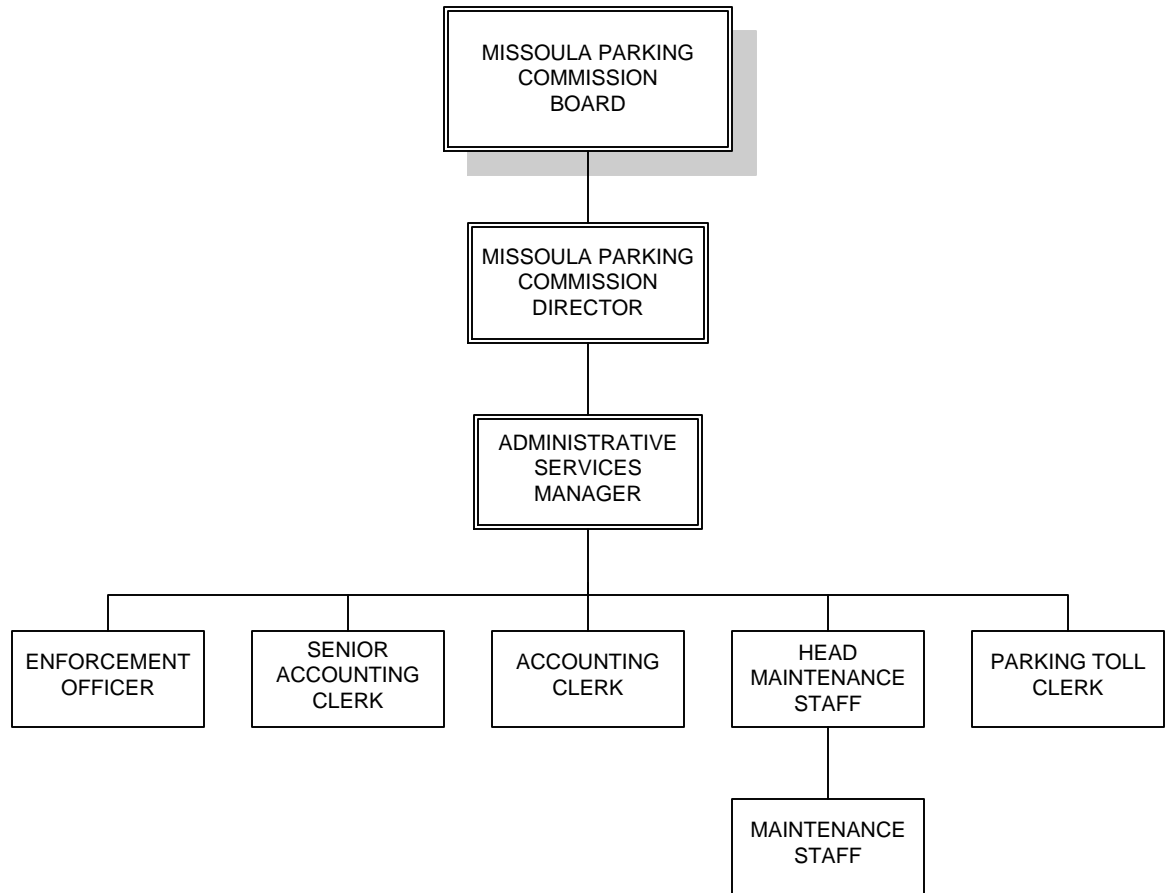 MISSOULA PARKING
COMMISSION
BOARD
MISSOULA PARKING
COMMISSION
DIRECTOR
ADMINISTRATIVE
SERVICES
MANAGER
ENFORCEMENT
OFFICER
SENIOR
ACCOUNTING
CLERK
ACCOUNTING
CLERK
HEAD
MAINTENANCE
STAFF
PARKING TOLL
CLERK
MAINTENANCE
STAFF